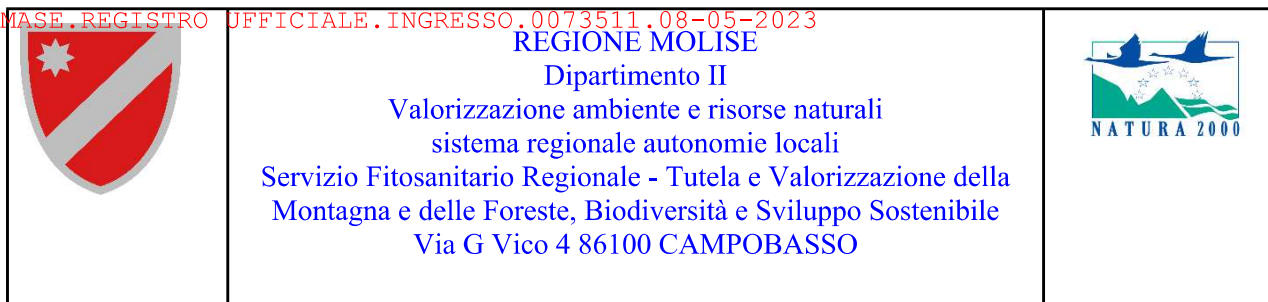 MASE.REGISTRO UFFICIALE.INGRESSO.0073511.08-05-2023
REGIONE MOLISE
Dipartimento II
Valorizzazione ambiente e risorse naturali
sistema regionale autonomie locali
Servizio Fitosanitario Regionale - Tutela e Valorizzazione della
Montagna e delle Foreste, Biodiversità e Sviluppo Sostenibile
Via G Vico 4 86100 CAMPOBASSO
NATURA 2000